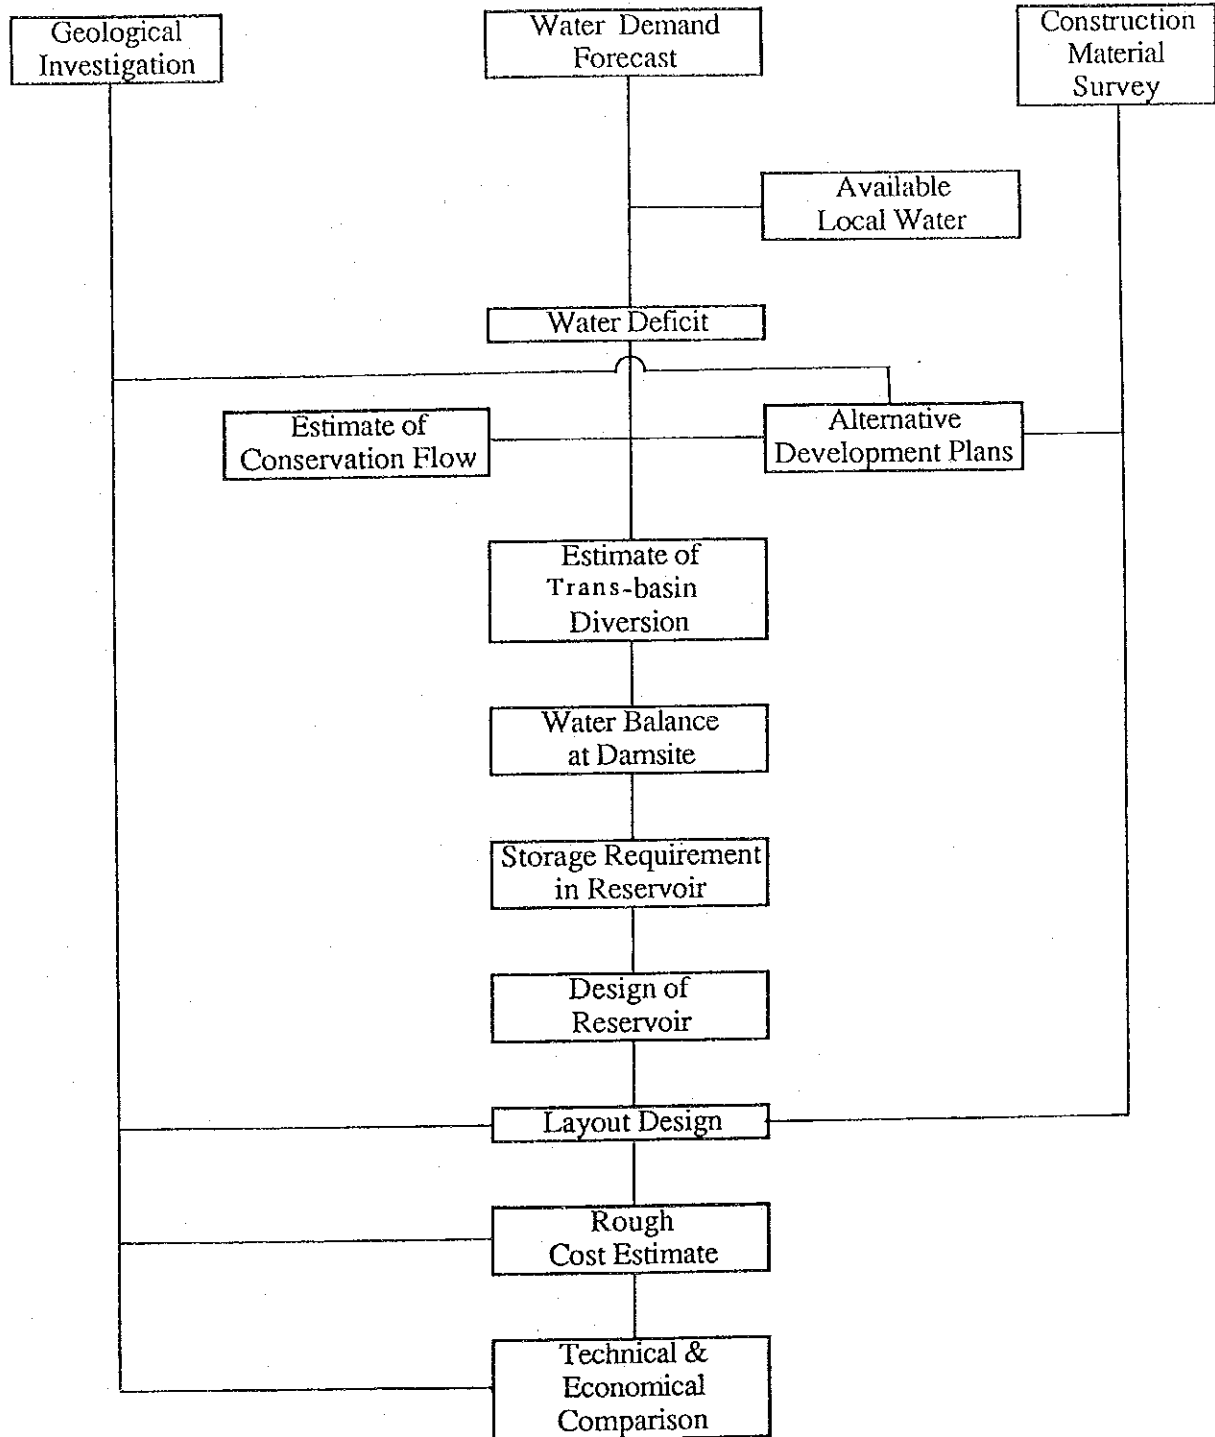 Geological
Investigation
Water Demand
Forecast
Construction
Material
Survey
Available
Local Water
Water Deficit
Estimate of
Conservation Flow
Alternative
Development Plans
Estimate of
Trans-basin
Diversion
Water Balance
at Damsite
Storage Requirement
in Reservoir
Design of
Reservoir
Layout Design
Rough
Cost Estimate
Technical &
Economical
Comparison